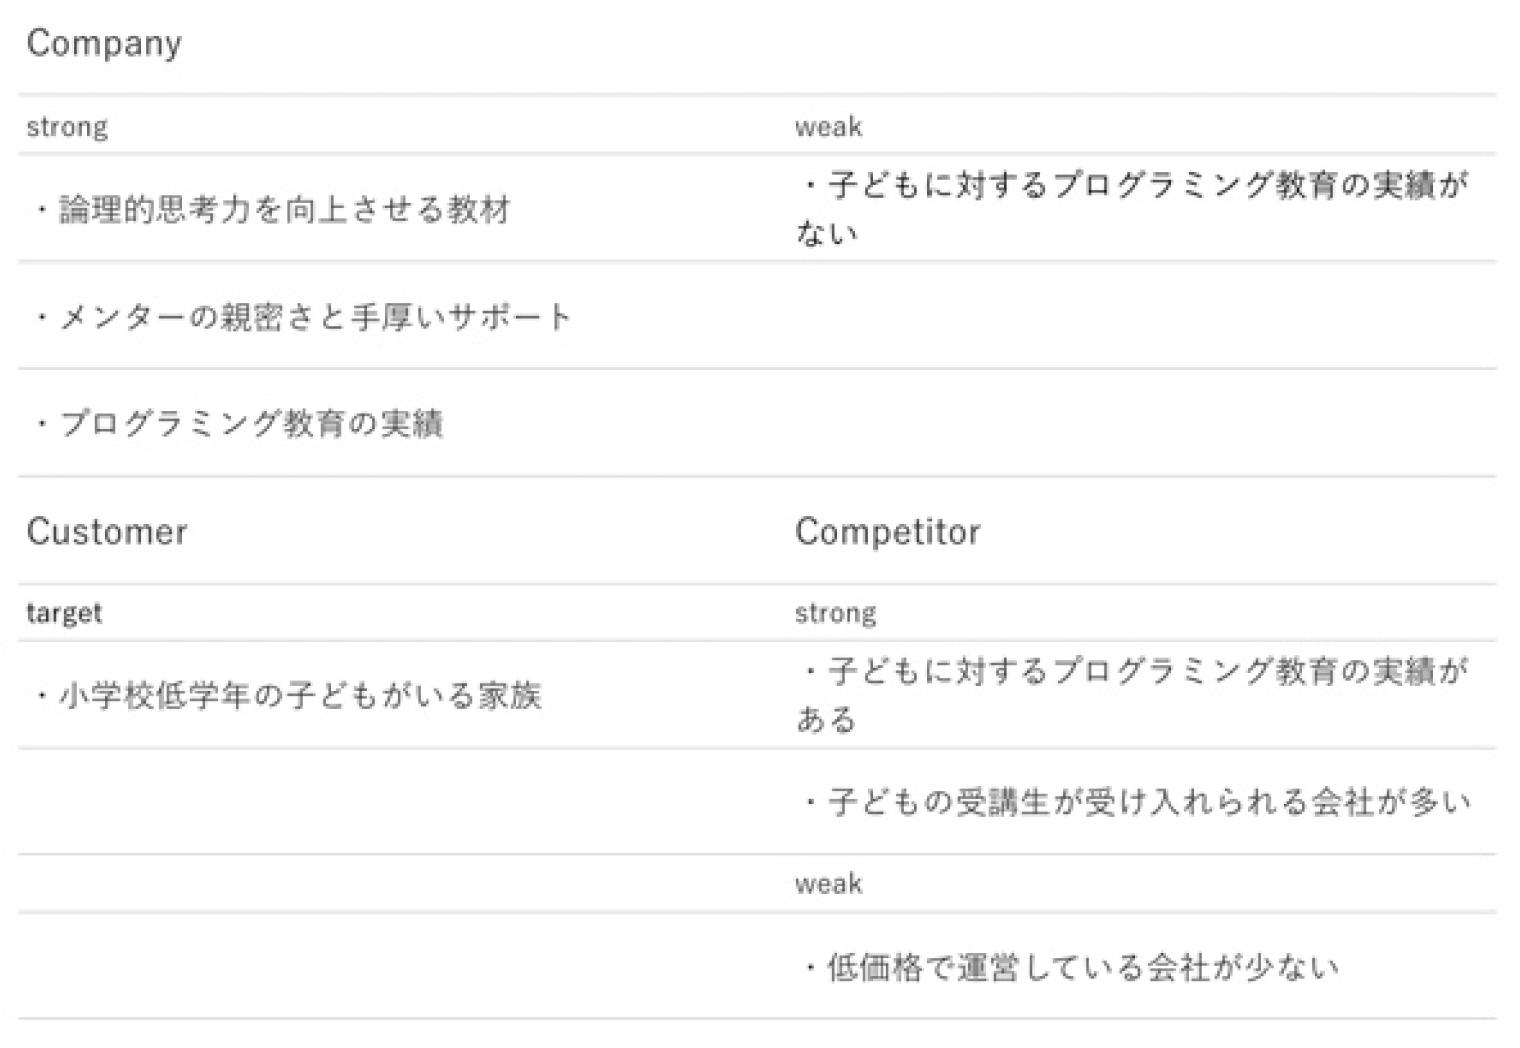 Company
strong
weak
・論理的思考力を向上させる教材
・子どもに対するプログラミング教育の実績が
ない
・メンターの親密さと手厚いサポート
・プログラミング教育の実績
Customer
Competitor
target
strong
・小学校低学年の子どもがいる家族
・子どもに対するプログラミング教育の実績が
ある
・子どもの受講生が受け入れられる会社が多い
weak
・低価格で運営している会社が少ない